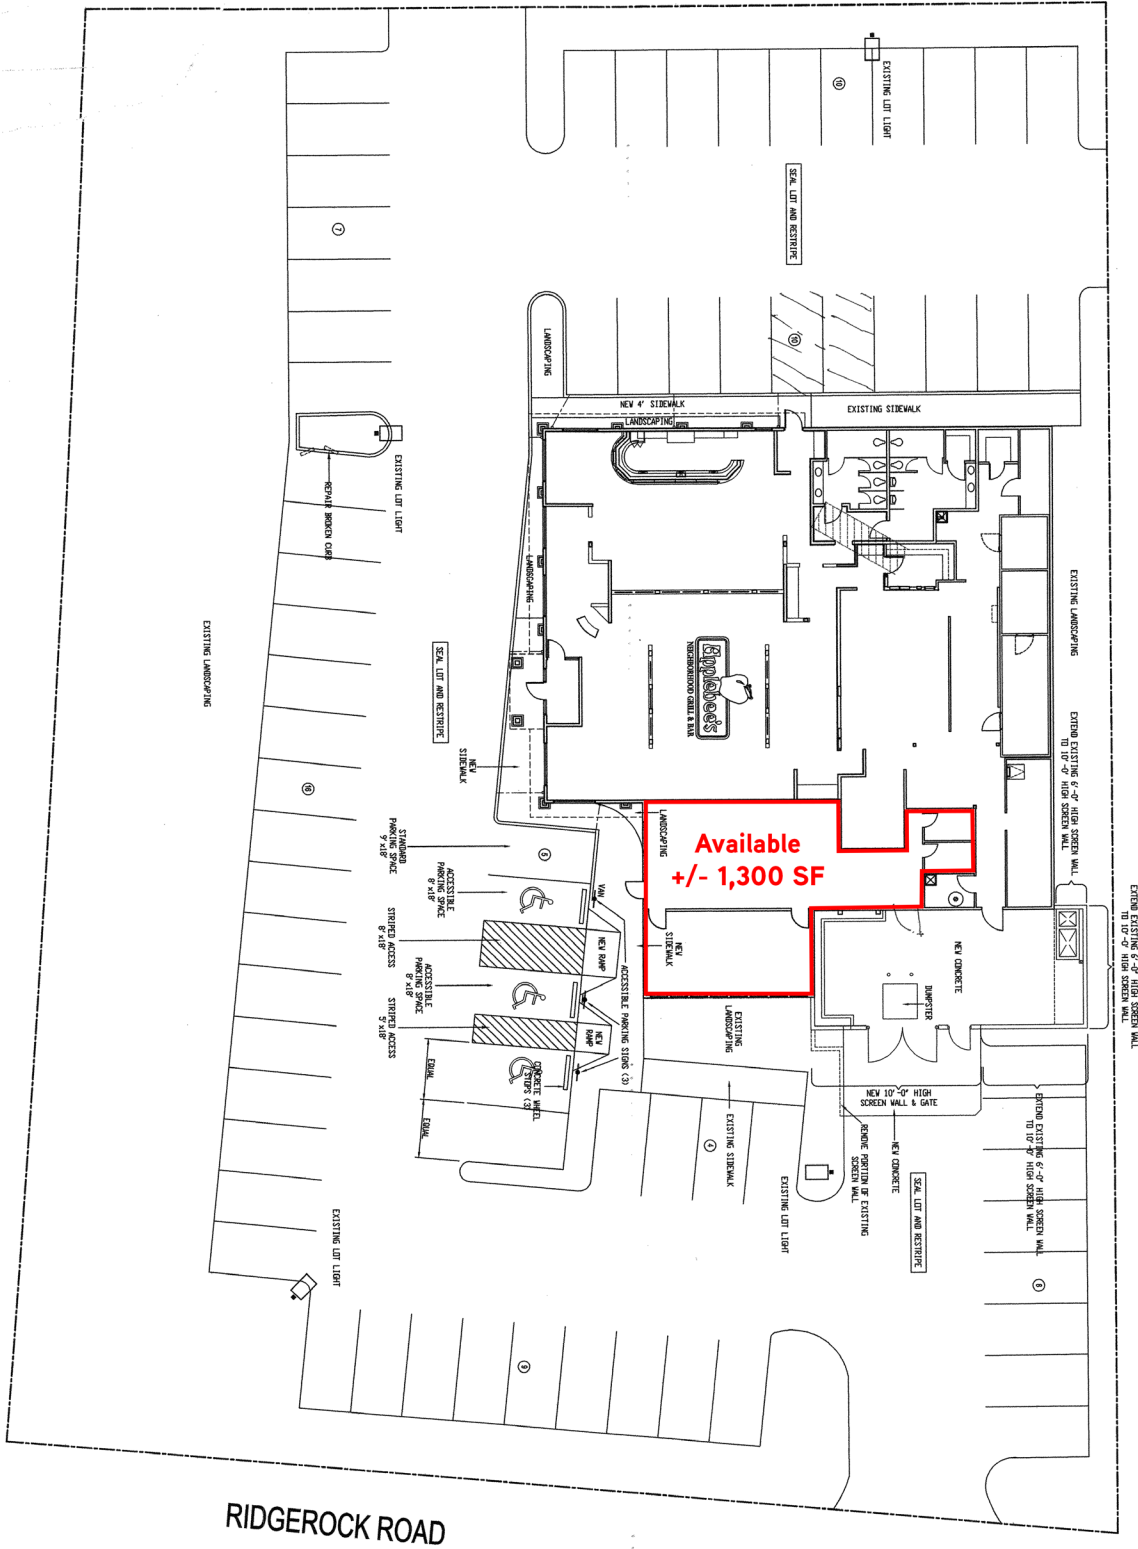 EXISTING LOT LIGHT
10
SEAL LOT AND RESTRIPE
7
10
LANDSCAPING
NEW 4' SIDEWALK
EXISTING SIDEWALK
LANDSCAPING
EXISTING LOT LIGHT
REPAIR BROKEN CURB
LANDSCAPING
EXISTING LANDSCAPING
EXISTING LANDSCAPING
SEAL LOT AND RESTRIPE
Applebee's
NEIGHBORHOOD GRILL & BAR
EXTEND EXISTING 6'-0" HIGH SCREEN WALL
TO 10'-0" HIGH SCREEN WALL
NEW
SIDEWALK
16
LANDSCAPING
Available
+/- 1,300 SF
STANDARD
PARKING SPACE
9'x18'
5
ACCESSIBLE
PARKING SPACE
8'x18'
VAN
STRIPED ACCESS
8'x18'
NEW RAMP
NEW
SIDEWALK
NEW CONCRETE
DUMPSTER
EXTEND EXISTING 6'-0" HIGH SCREEN WALL
TO 10'-0" HIGH SCREEN WALL
ACCESSIBLE
PARKING SPACE
8'x18'
STRIPED ACCESS
5'x18'
NEW
RAMP
ACCESSIBLE PARKING SIGNS (3)
EXISTING
LANDSCAPING
EQUAL
EQUAL
CONCRETE WHEEL
STOPS (3)
NEW 10'-0" HIGH
SCREEN WALL & GATE
EXTEND EXISTING 6'-0" HIGH SCREEN WALL
TO 10'-0" HIGH SCREEN WALL
4
EXISTING SIDEWALK
REMOVE PORTION OF EXISTING
SCREEN WALL
NEW CONCRETE
SEAL LOT AND RESTRIPE
EXISTING LOT LIGHT
EXISTING LOT LIGHT
8
9
RIDGEROCK ROAD